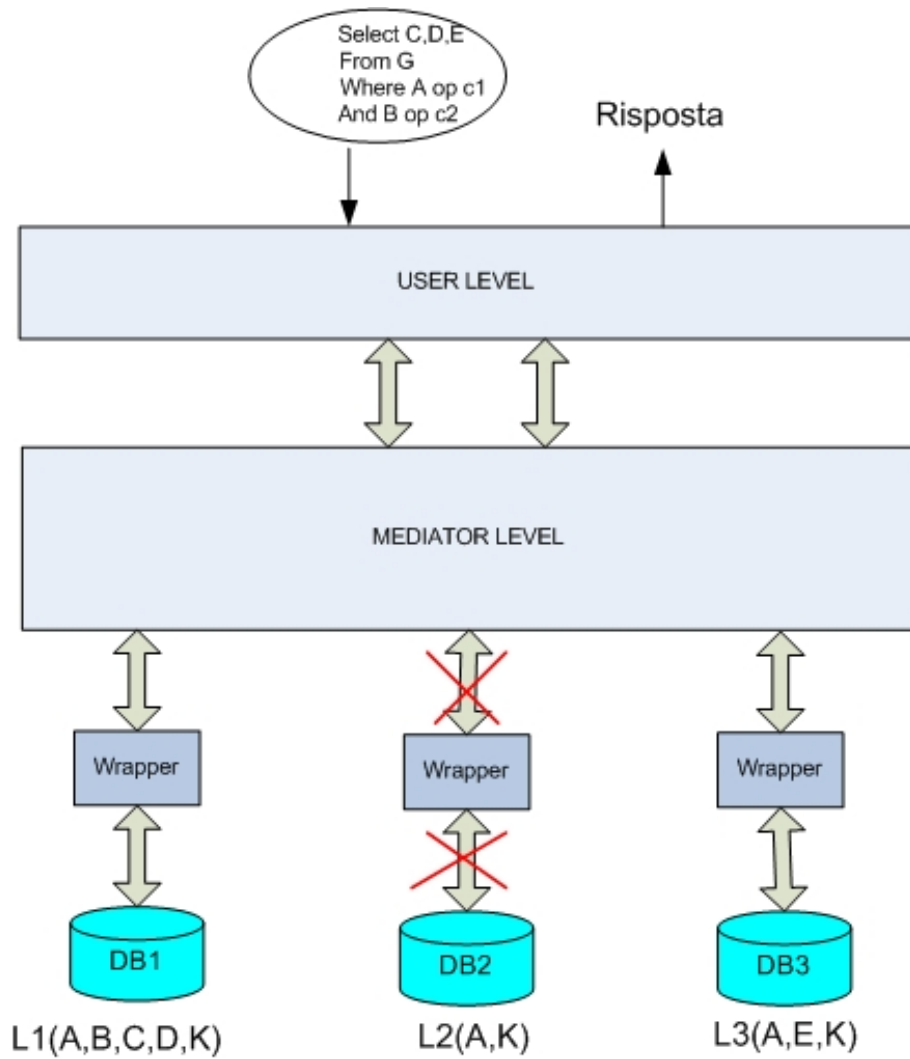 Select C,D,E
From G
Where A op c1
And B op c2
Risposta
USER LEVEL
MEDIATOR LEVEL
Wrapper
Wrapper
Wrapper
DB1
DB2
DB3
L1(A,B,C,D,K)
L2(A,K)
L3(A,E,K)